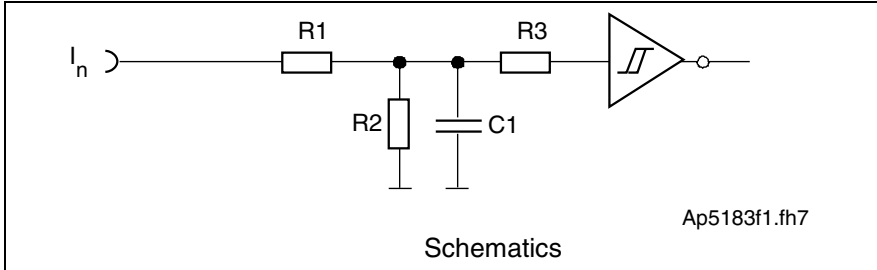 R1
R3
In
R2
C1
Ap5183f1.fh7
Schematics